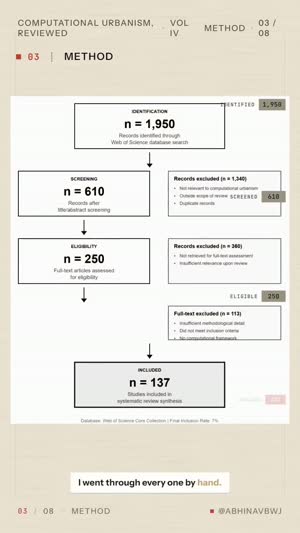 COMPUTATIONAL URBANISM, REVIEWED · VOL IV METHOD · 03 / 08
03 | METHOD
IDENTIFICATION
IDENTIFIED 1,950
n = 1,950
Records identified through
Web of Science database search
SCREENING
n = 610
Records after
title/abstract screening
Records excluded (n = 1,340)
• Not relevant to computational urbanism
• Outside scope of review
• Duplicate records
SCREENED 610
ELIGIBILITY
n = 250
Full-text articles assessed
for eligibility
Records excluded (n = 360)
• Not retrieved for full-text assessment
• Insufficient relevance upon review
ELIGIBLE 250
Full-text excluded (n = 113)
• Insufficient methodological detail
• Did not meet inclusion criteria
• No computational framework
INCLUDED
n = 137
Studies included in
systematic review synthesis
Database: Web of Science Core Collection | Final Inclusion Rate: 7%
I went through every one by hand.
03 / 08 · METHOD
@ABHINAVBWJ